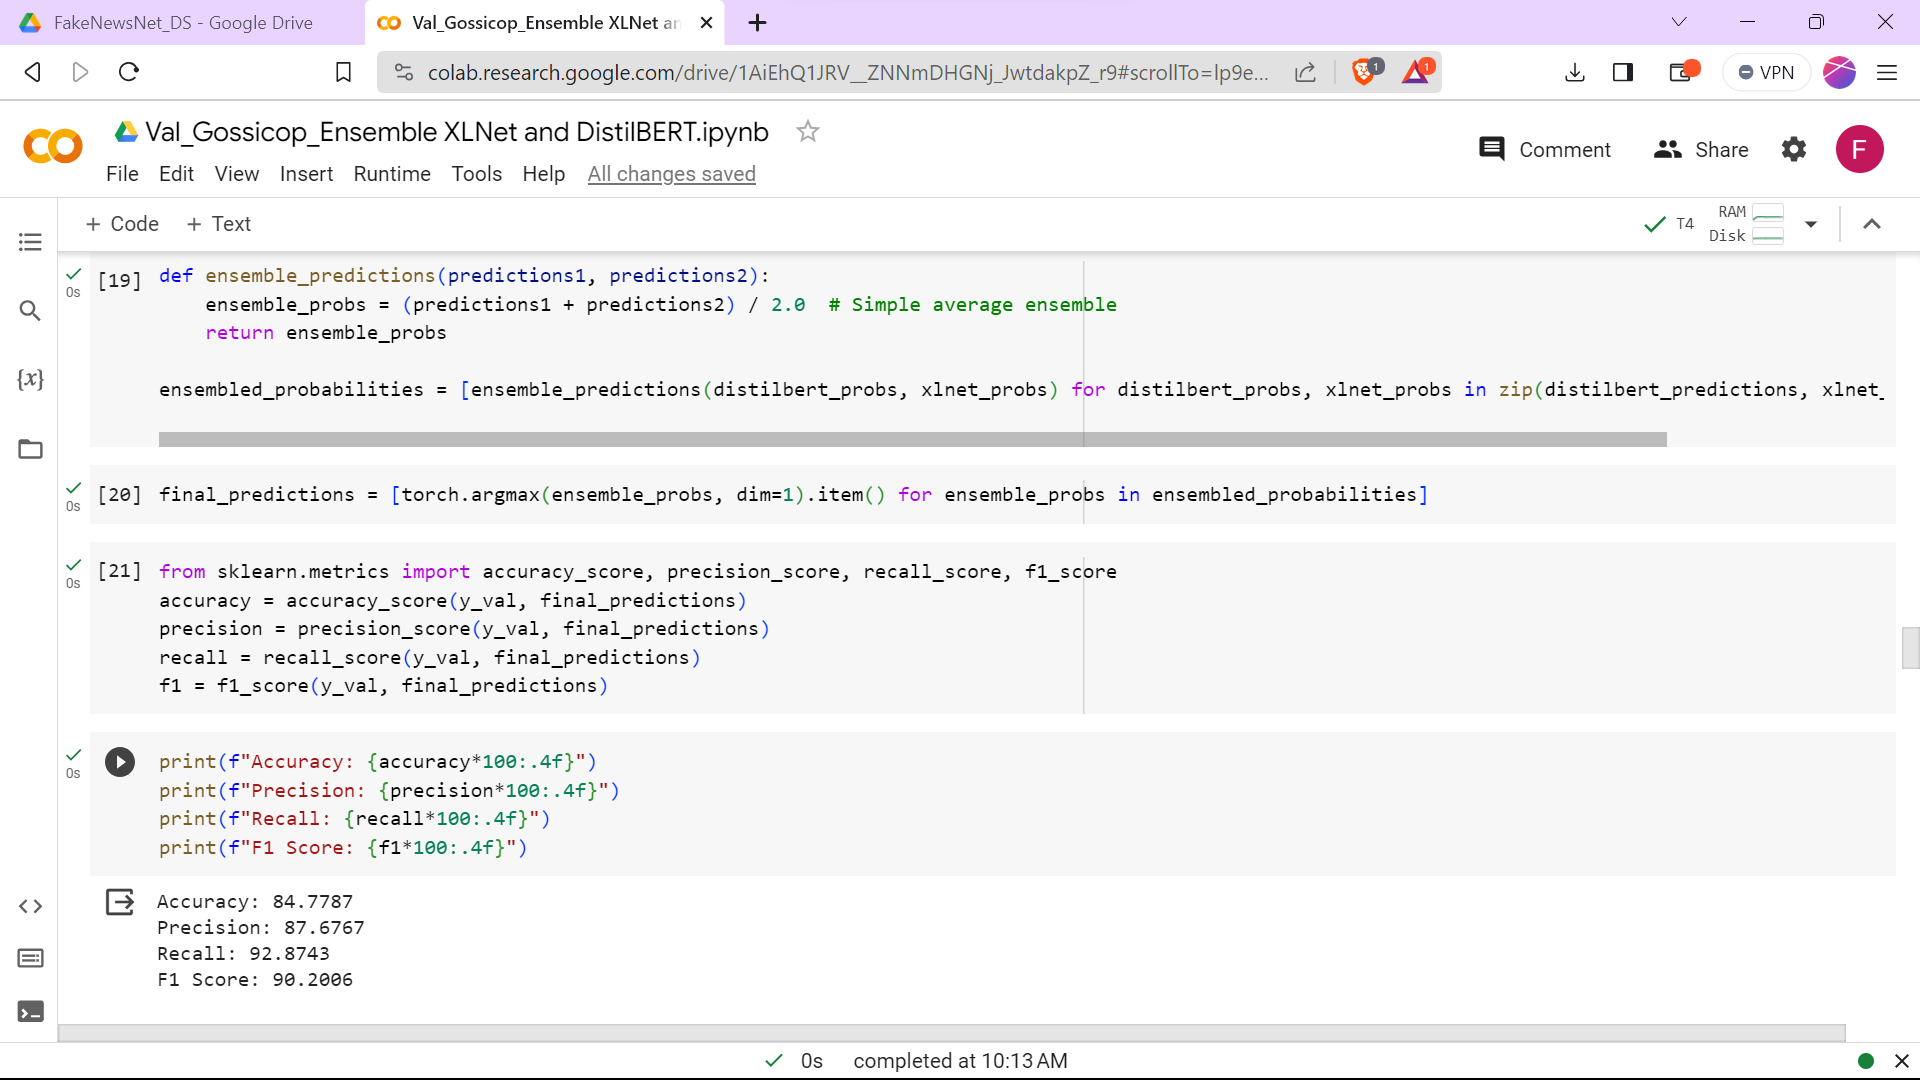 FakeNewsNet_DS - Google Drive
Val_Gossicop_Ensemble XLNet an
colab.research.google.com/drive/1AiEhQ1JRV__ZNNmDHGNj_JwtdakpZ_r9#scrollTo=lp9e...
1
1
VPN
Val_Gossicop_Ensemble XLNet and DistilBERT.ipynb
File Edit View Insert Runtime Tools Help All changes saved
Comment
Share
F
+ Code + Text
T4
RAM
Disk
{x}
0s
[19] def ensemble_predictions(predictions1, predictions2):
    ensemble_probs = (predictions1 + predictions2) / 2.0  # Simple average ensemble
    return ensemble_probs
ensembled_probabilities = [ensemble_predictions(distilbert_probs, xlnet_probs) for distilbert_probs, xlnet_probs in zip(distilbert_predictions, xlnet_
0s
[20] final_predictions = [torch.argmax(ensemble_probs, dim=1).item() for ensemble_probs in ensembled_probabilities]
0s
[21] from sklearn.metrics import accuracy_score, precision_score, recall_score, f1_score
accuracy = accuracy_score(y_val, final_predictions)
precision = precision_score(y_val, final_predictions)
recall = recall_score(y_val, final_predictions)
f1 = f1_score(y_val, final_predictions)
0s
print(f"Accuracy: {accuracy*100:.4f}")
print(f"Precision: {precision*100:.4f}")
print(f"Recall: {recall*100:.4f}")
print(f"F1 Score: {f1*100:.4f}")
Accuracy: 84.7787
Precision: 87.6767
Recall: 92.8743
F1 Score: 90.2006
0s completed at 10:13 AM